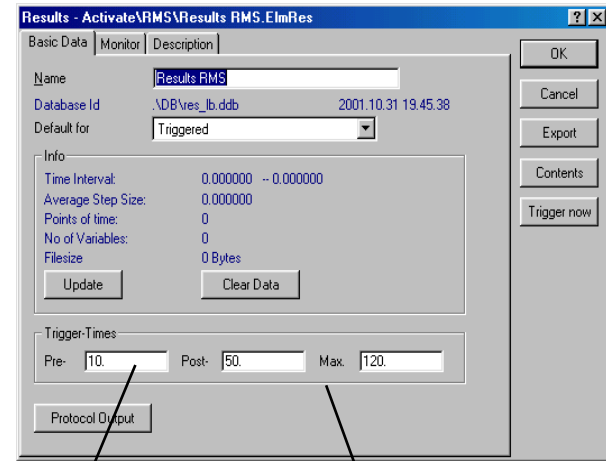 Results - Activate\RMS\Results RMS.ElmRes
Basic Data Monitor Description
OK
Name Results RMS
Cancel
Database Id .\DB\res_lb.ddb 2001.10.31 19.45.38
Default for Triggered
Export
Info
Contents
Time Interval: 0.000000 -- 0.000000
Average Step Size: 0.000000
Trigger now
Points of time: 0
No of Variables: 0
Filesize 0 Bytes
Update Clear Data
Trigger-Times
Pre- 10. Post- 50. Max. 120.
Protocol Output